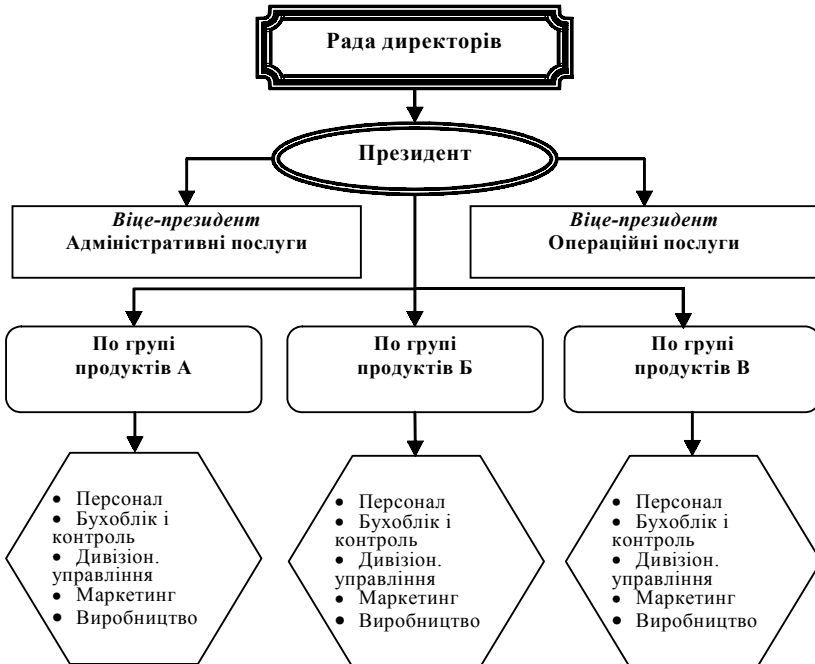 Рада директорів
Президент
Віце-президент
Адміністративні послуги
Віце-президент
Операційні послуги
По групі
продуктів А
По групі
продуктів Б
По групі
продуктів В
• Персонал
• Бухоблік і
контроль
• Дивізіон.
управління
• Маркетинг
• Виробництво
• Персонал
• Бухоблік і
контроль
• Дивізіон.
управління
• Маркетинг
• Виробництво
• Персонал
• Бухоблік і
контроль
• Дивізіон.
управління
• Маркетинг
• Виробництво